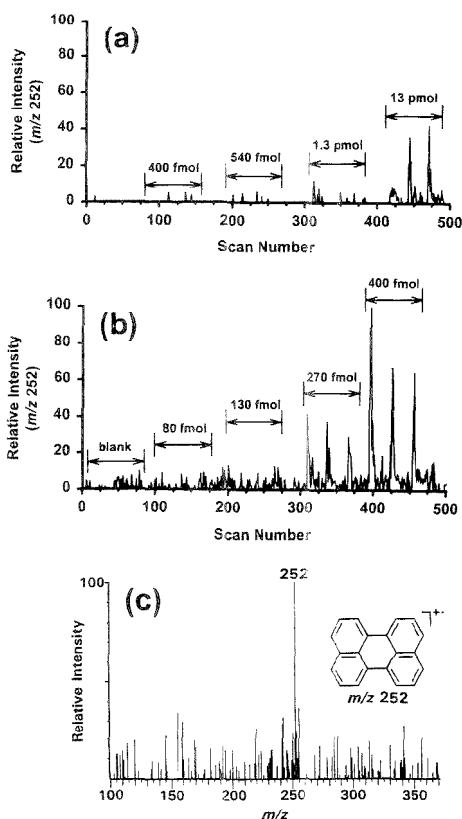 (a)
Relative Intensity
(m/z 252)
100
80
60
40
20
0
400 fmol
540 fmol
1.3 pmol
13 pmol
0 100 200 300 400 500
Scan Number
(b)
Relative Intensity
(m/z 252)
100
80
60
40
20
0
blank
80 fmol
130 fmol
270 fmol
400 fmol
0 100 200 300 400 500
Scan Number
(c)
Relative Intensity
100
252
+·
m/z 252
100 150 200 250 300 350
m/z